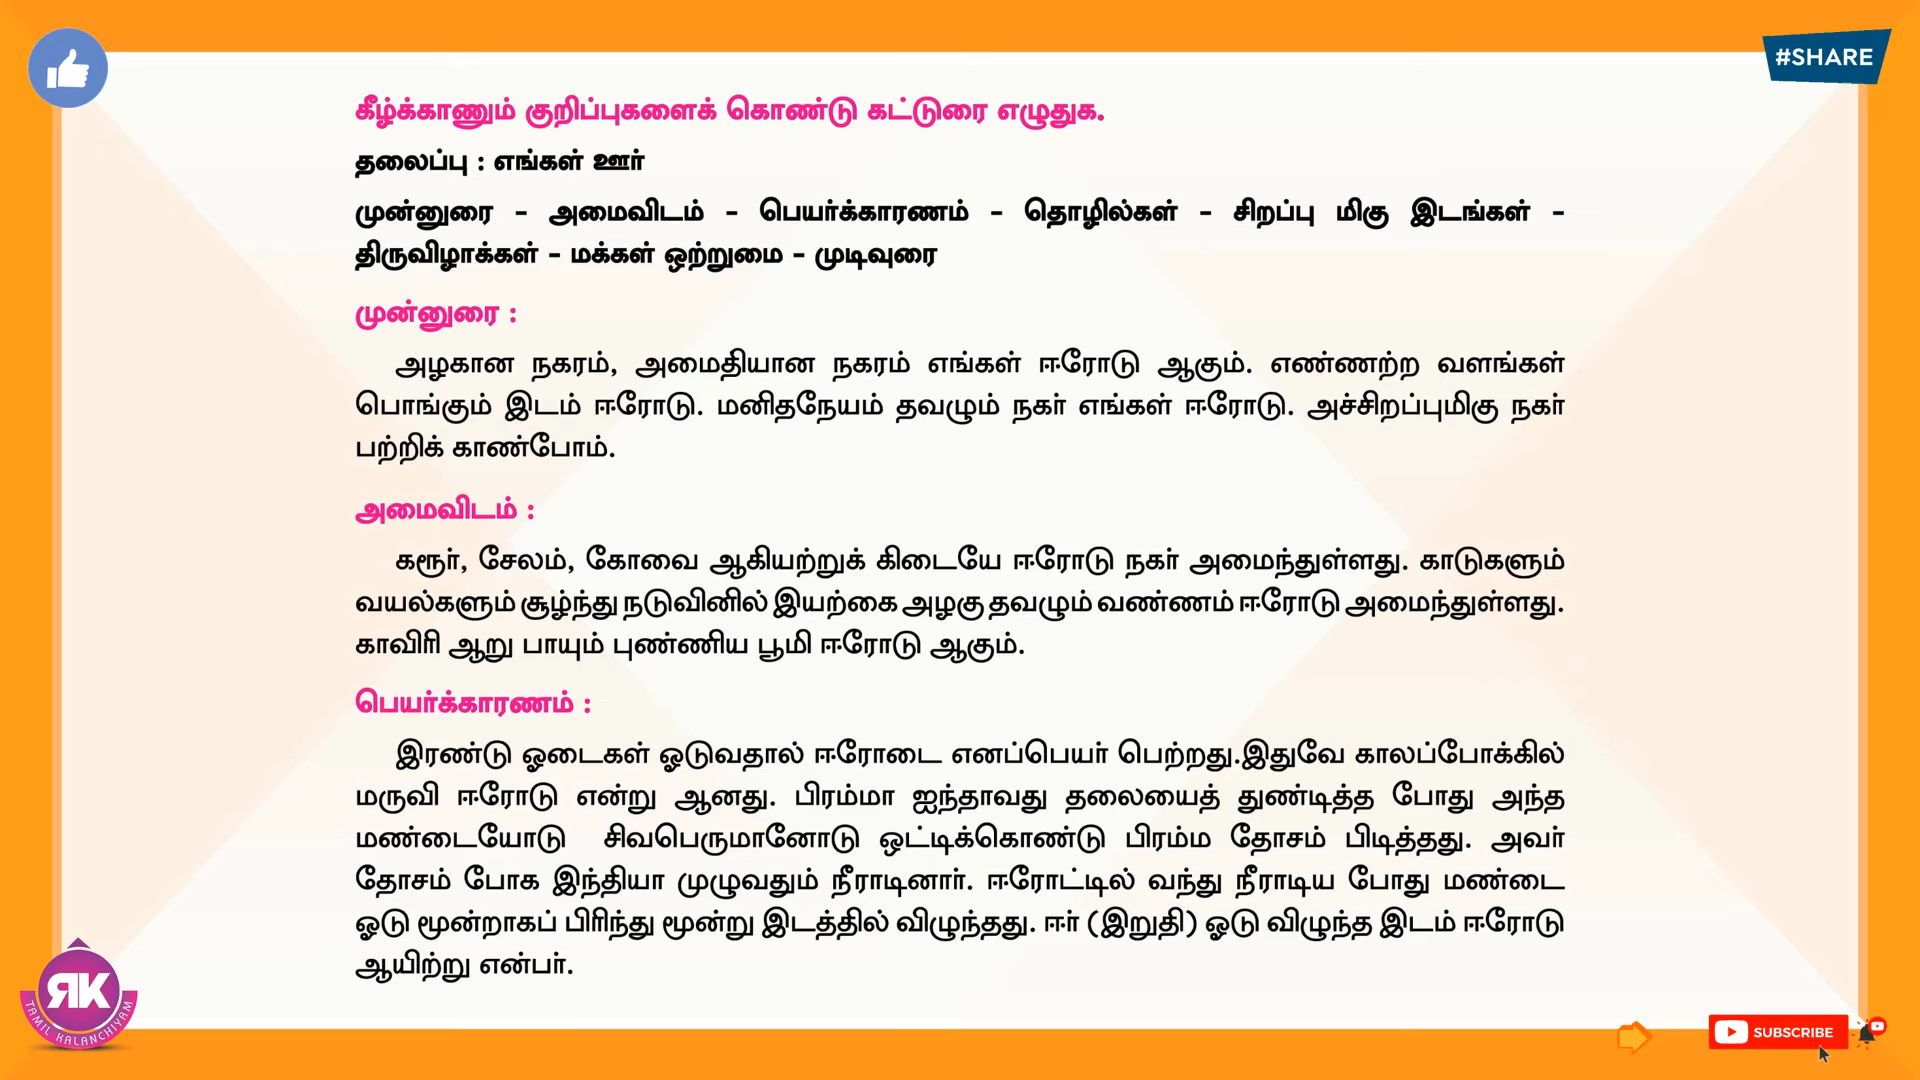 #SHARE
கீழ்க்காணும் குறிப்புகளைக் கொண்டு கட்டுரை எழுதுக.
தலைப்பு : எங்கள் ஊர்
முன்னுரை - அமைவிடம் - பெயர்க்காரணம் - தொழில்கள் - சிறப்பு மிகு இடங்கள் -
திருவிழாக்கள் - மக்கள் ஒற்றுமை - முடிவுரை
முன்னுரை :
அழகான நகரம், அமைதியான நகரம் எங்கள் ஈரோடு ஆகும். எண்ணற்ற வளங்கள்
பொங்கும் இடம் ஈரோடு. மனிதநேயம் தவழும் நகர் எங்கள் ஈரோடு. அச்சிறப்புமிகு நகர்
பற்றிக் காண்போம்.
அமைவிடம் :
கரூர், சேலம், கோவை ஆகியற்றுக் கிடையே ஈரோடு நகர் அமைந்துள்ளது. காடுகளும்
வயல்களும் சூழ்ந்து நடுவினில் இயற்கை அழகு தவழும் வண்ணம் ஈரோடு அமைந்துள்ளது.
காவிரி ஆறு பாயும் புண்ணிய பூமி ஈரோடு ஆகும்.
பெயர்க்காரணம் :
இரண்டு ஓடைகள் ஓடுவதால் ஈரோடை எனப்பெயர் பெற்றது.இதுவே காலப்போக்கில்
மருவி ஈரோடு என்று ஆனது. பிரம்மா ஐந்தாவது தலையைத் துண்டித்த போது அந்த
மண்டையோடு சிவபெருமானோடு ஒட்டிக்கொண்டு பிரம்ம தோசம் பிடித்தது. அவர்
தோசம் போக இந்தியா முழுவதும் நீராடினார். ஈரோட்டில் வந்து நீராடிய போது மண்டை
ஓடு மூன்றாகப் பிரிந்து மூன்று இடத்தில் விழுந்தது. ஈர் (இறுதி) ஓடு விழுந்த இடம் ஈரோடு
ஆயிற்று என்பர்.
RK
TAMIL KALANCHIYAM
SUBSCRIBE